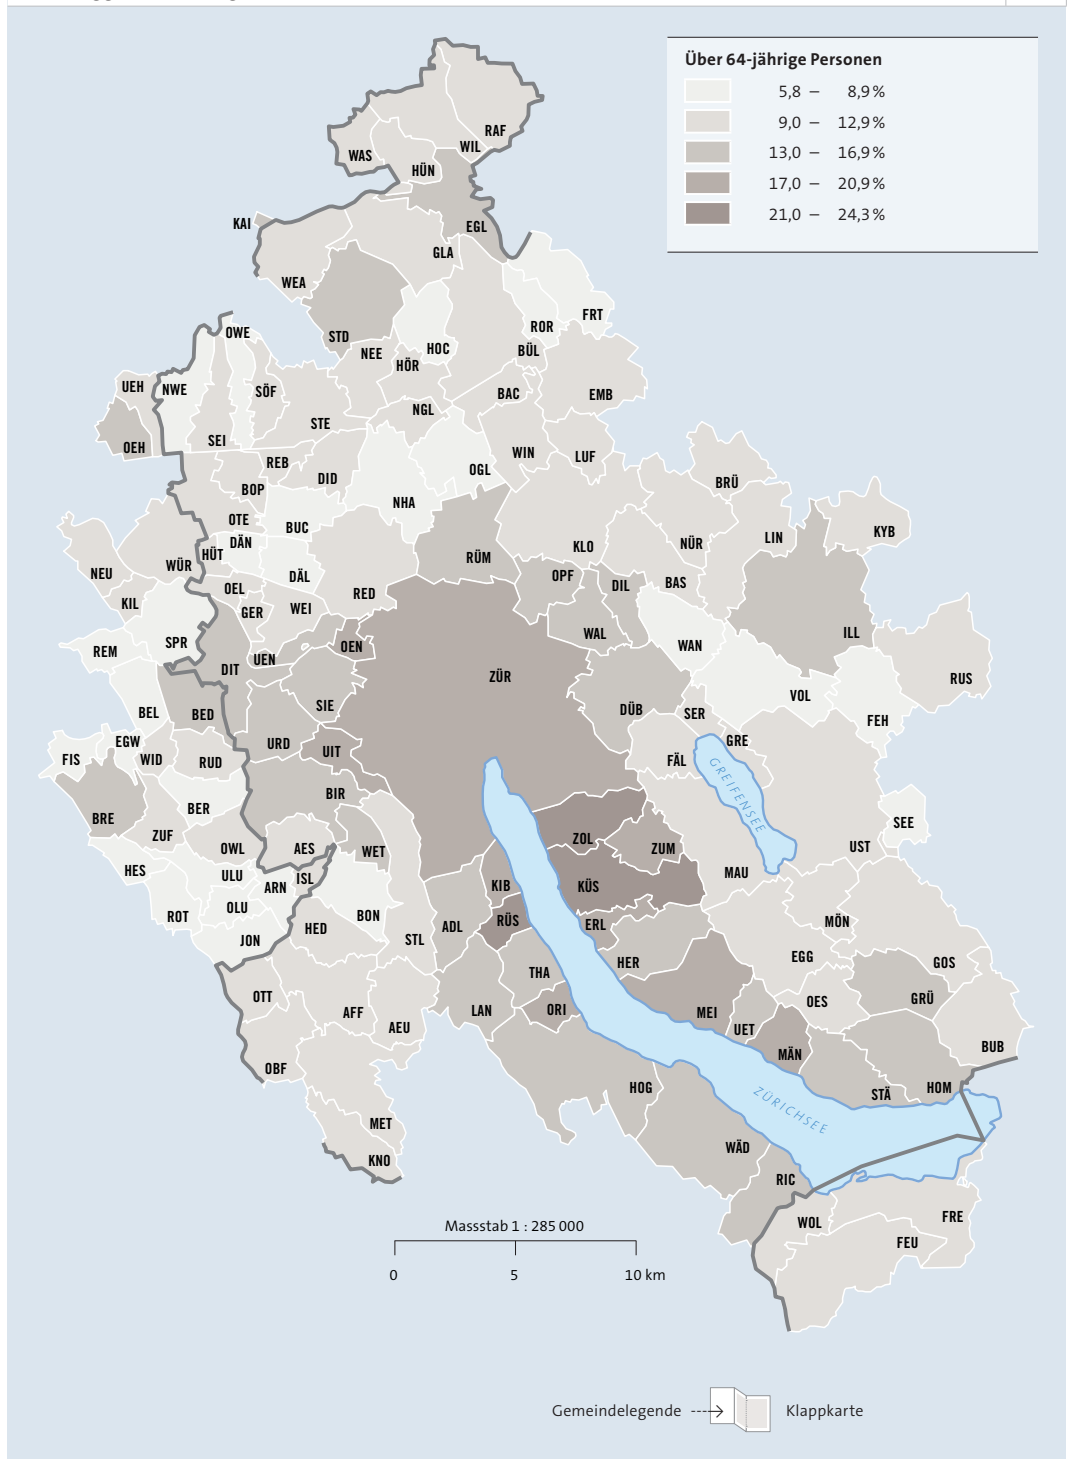 Über 64-jährige Personen
5,8 – 8,9 %
9,0 – 12,9 %
13,0 – 16,9 %
17,0 – 20,9 %
21,0 – 24,3 %
RAF
WIL
WAS
HÜN
KAI
EGL
GLA
WEA
FRT
ROR
OWE
STD
NEE
HOC
BÜL
HÖR
UEH
NWE
SÖF
BAC
EMB
NGL
STE
OEH
SEI
WIN
LUF
REB
OGL
DID
BOP
BRÜ
NHA
OTE
BUC
LIN
KYB
DÄN
NÜR
KLO
HÜT
RÜM
WÜR
NEU
DÄL
OPF
DIL
BAS
OEL
RED
KIL
GER
WEI
WAL
ILL
SPR
OEN
WAN
REM
UEN
DIT
ZÜR
RUS
VOL
SIE
DÜB
SER
BEL
BED
FEH
EGW
URD
GRE
FIS
WID
RUD
UIT
FÄL
GREIFENSEE
BIR
BER
BRE
SEE
ZUF
ZOL
OWL
AES
WET
ZUM
UST
HES
ULU
ISL
MAU
ARN
KIB
KÜS
OLU
ROT
BON
RÜS
MÖN
HED
ADL
ERL
JON
STL
EGG
HER
GOS
THA
OTT
GRÜ
OES
AFF
LAN
ORI
MEI
AEU
UET
BUB
MÄN
OBF
HOG
HOM
STÄ
ZÜRICHSEE
MET
WÄD
KNO
RIC
FRE
WOL
FEU
Massstab 1 : 285 000
0 5 10 km
Gemeindelegende Klappkarte